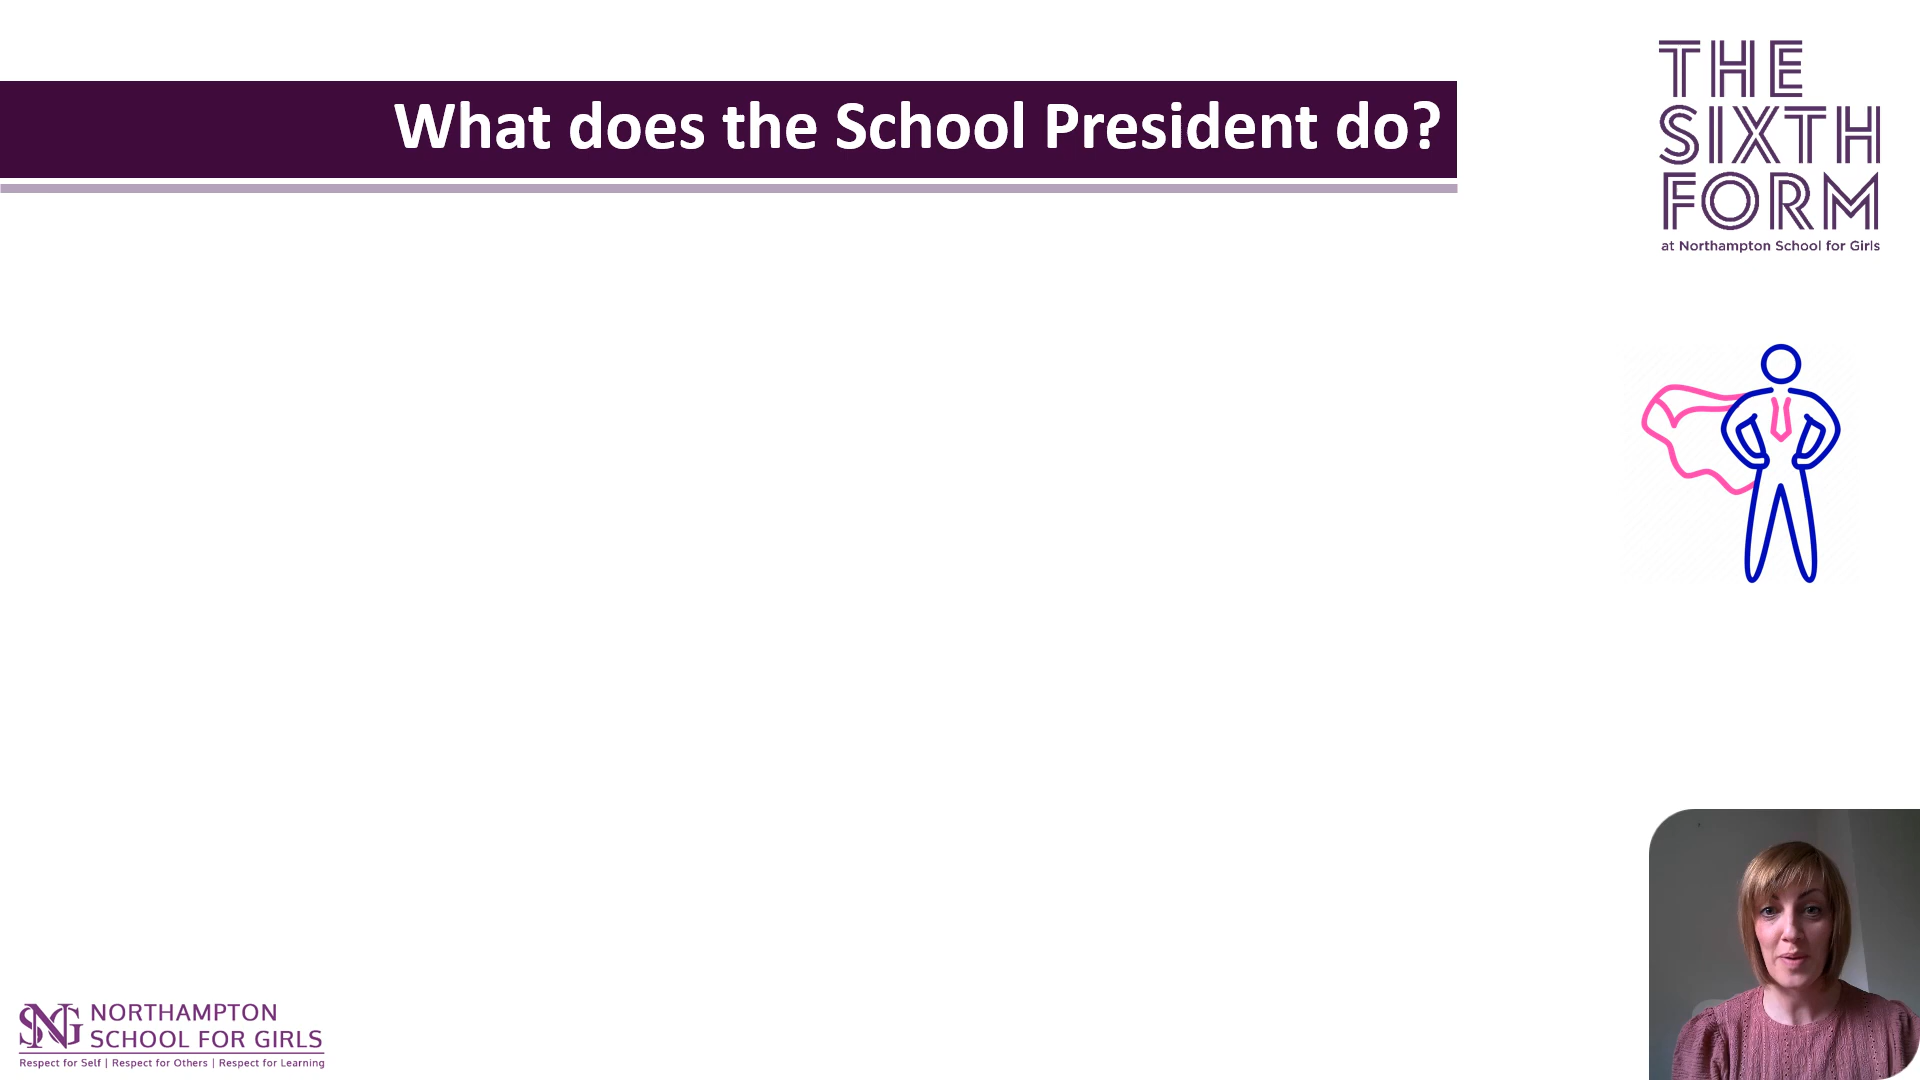 What does the School President do?
THE
SIXTH
FORM
at Northampton School for Girls
NORTHAMPTON
SCHOOL FOR GIRLS
Respect for Self | Respect for Others | Respect for Learning